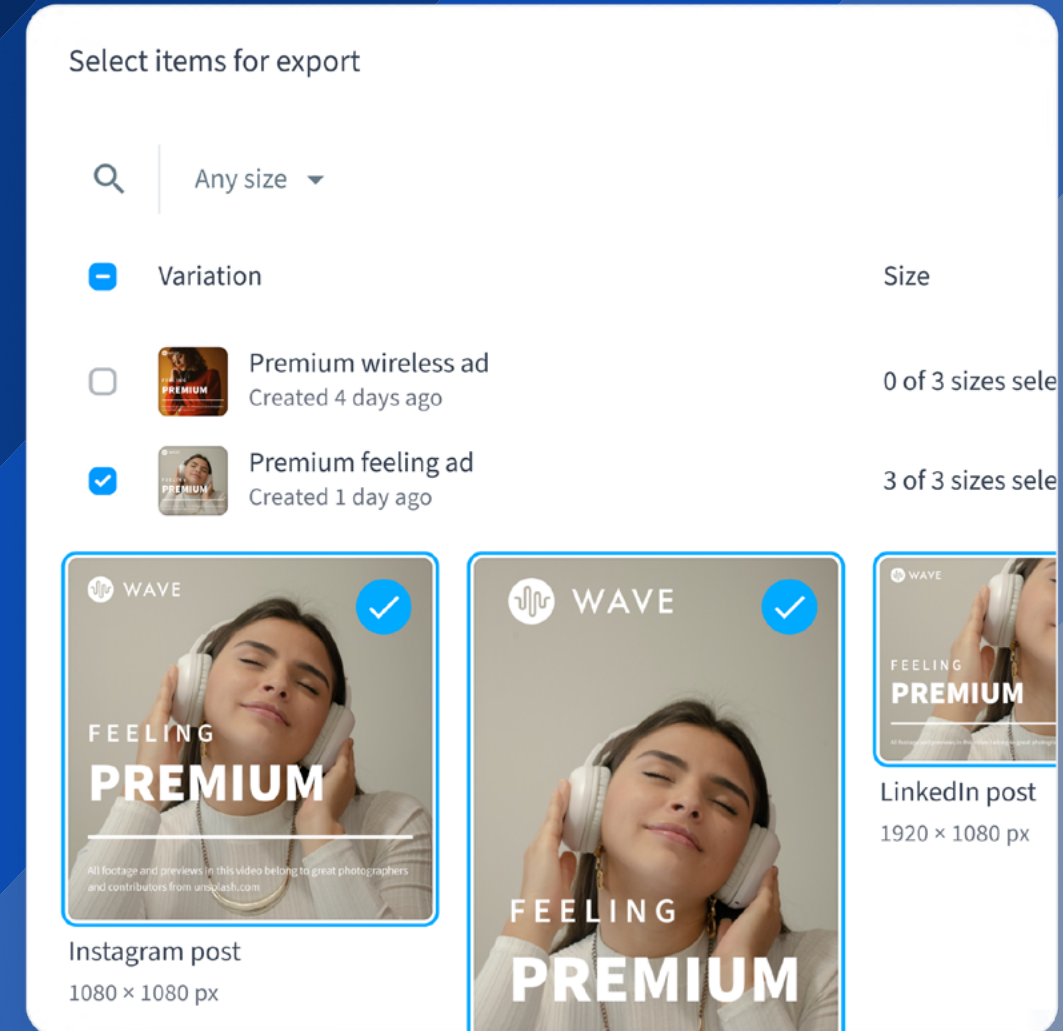 Select items for export
Any size
Variation
Size
PREMIUM
Premium wireless ad
Created 4 days ago
0 of 3 sizes sele
PREMIUM
Premium feeling ad
Created 1 day ago
3 of 3 sizes sele
WAVE
FEELING
PREMIUM
All footage and previews in this video belong to great photographers
and contributors from unsplash.com
Instagram post
1080 × 1080 px
WAVE
FEELING
PREMIUM
WAVE
FEELING
PREMIUM
LinkedIn post
1920 × 1080 px